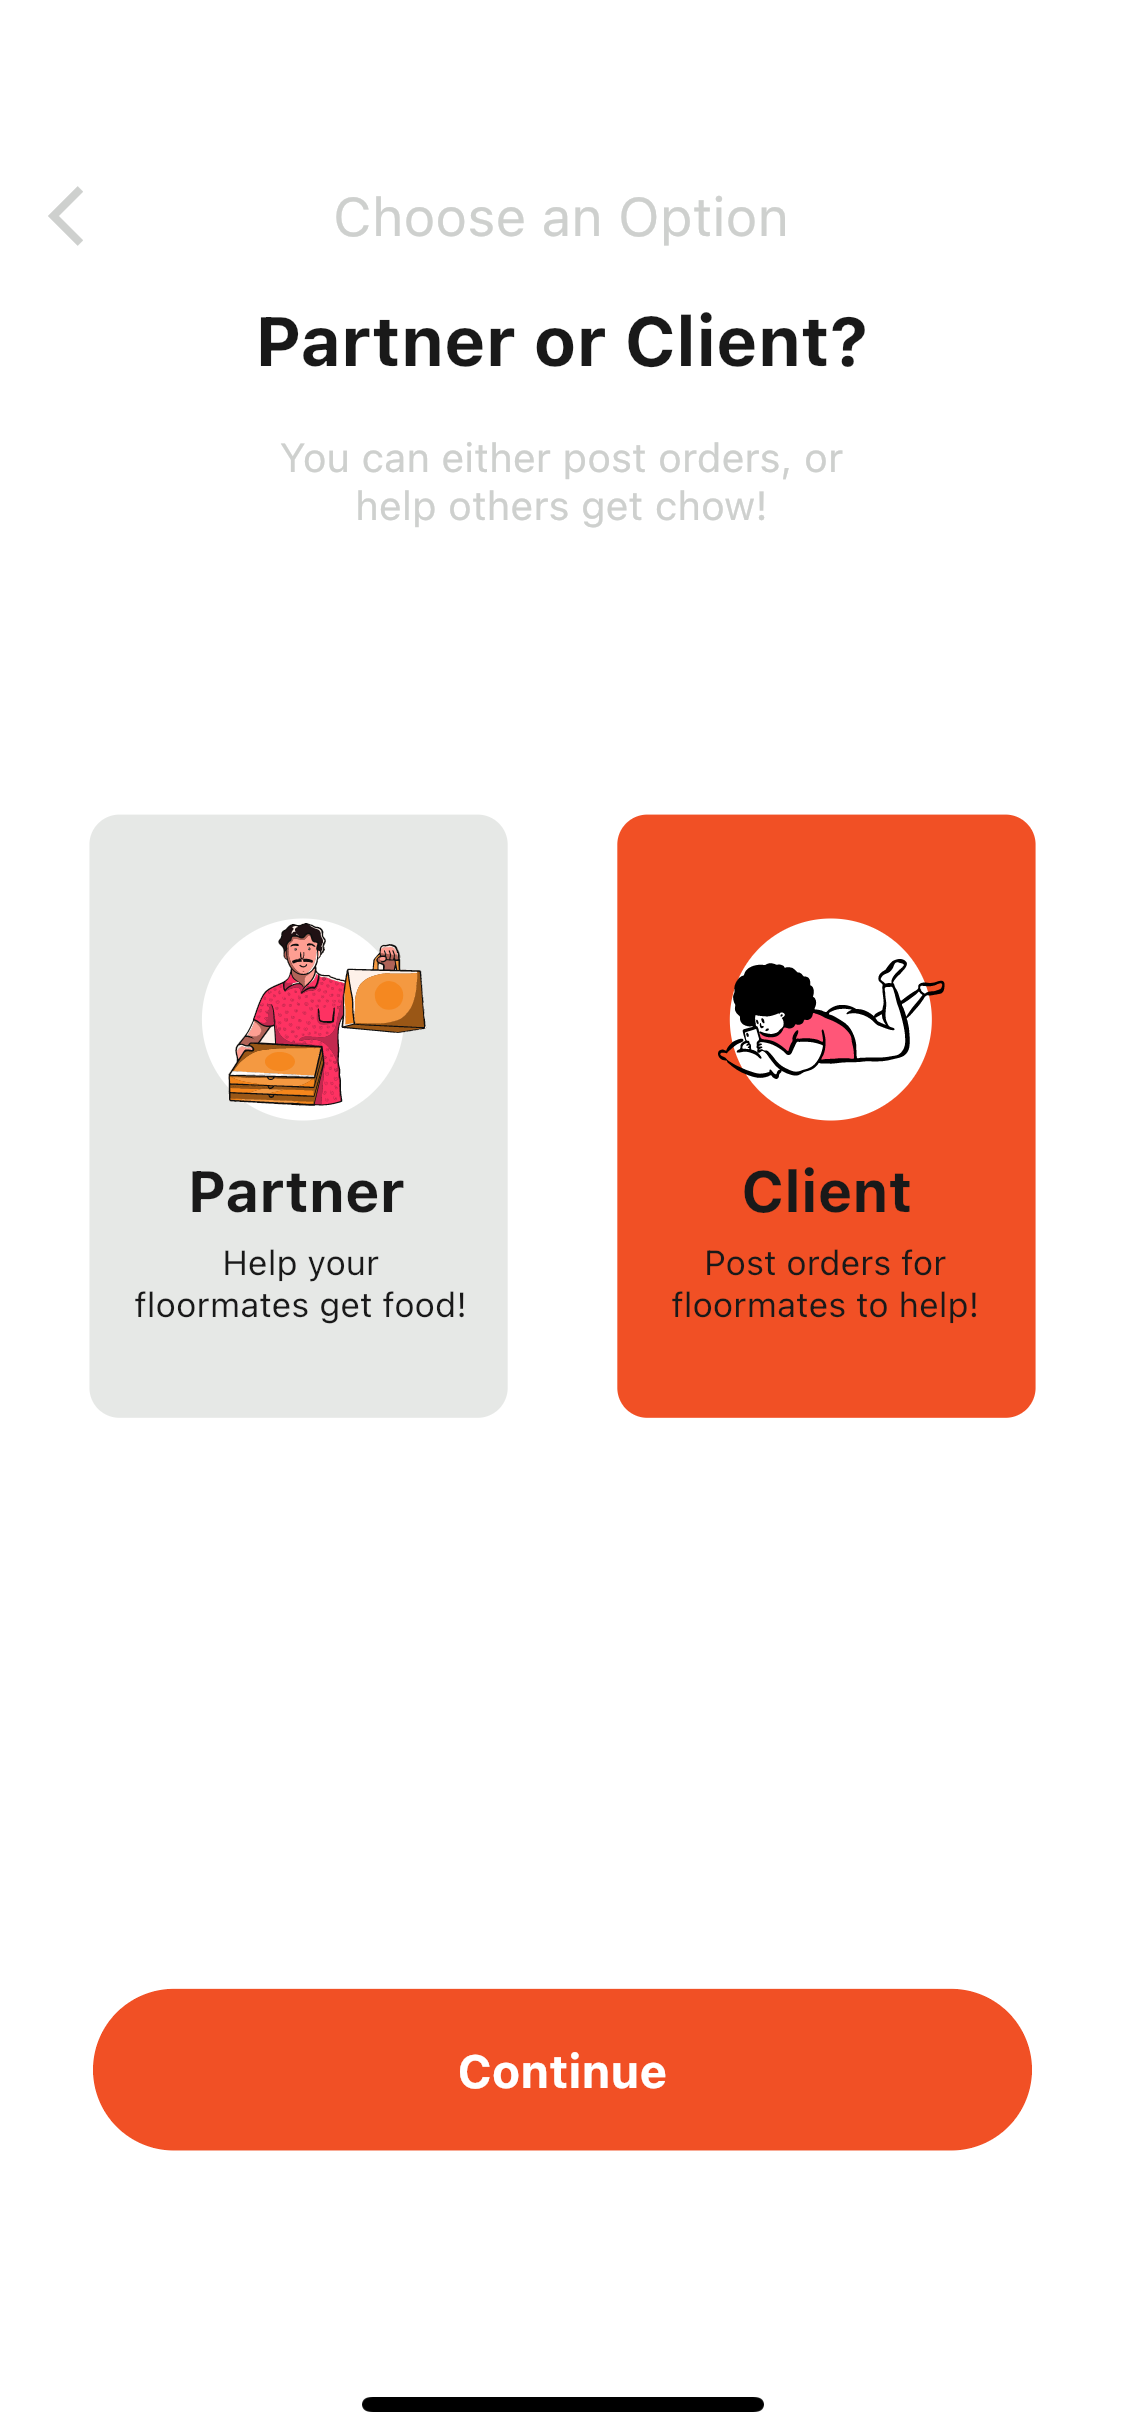 Choose an Option
Partner or Client?
You can either post orders, or
help others get chow!
Partner
Help your
floormates get food!
Client
Post orders for
floormates to help!
Continue